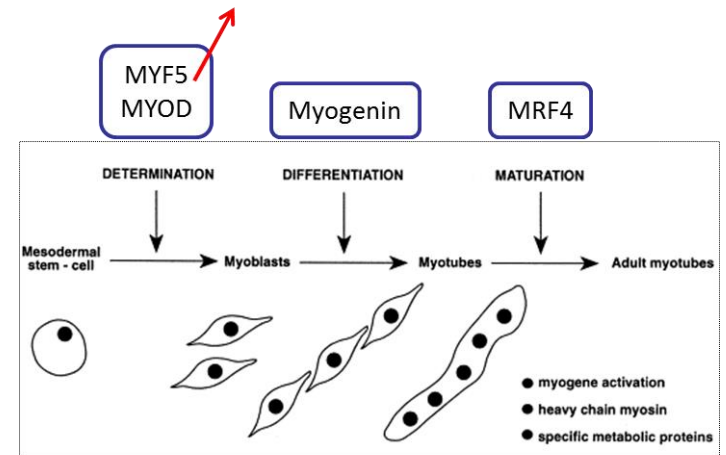 MYF5
MYOD
Myogenin
MRF4
DETERMINATION
DIFFERENTIATION
MATURATION
Mesodermal
stem - cell
Myoblasts
Myotubes
Adult myotubes
● myogene activation
● heavy chain myosin
● specific metabolic proteins